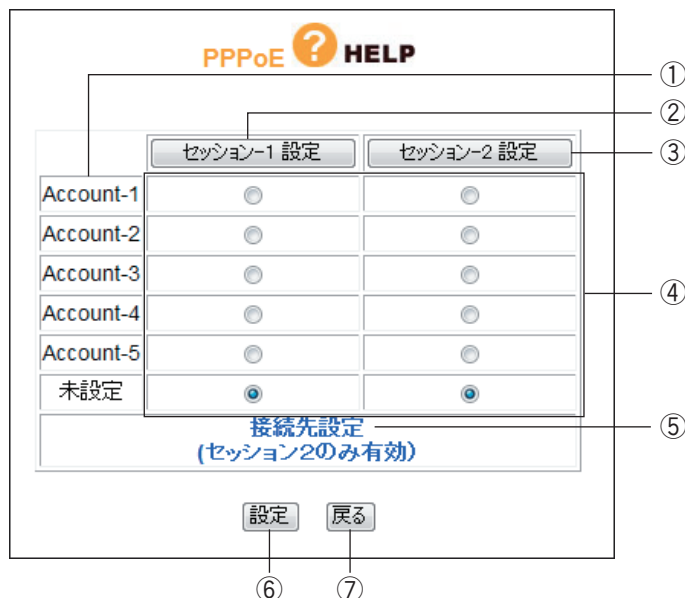 PPPoE ? HELP
①
②
セッション-1 設定 セッション-2 設定 ③
Account-1
Account-2
Account-3
④
Account-4
Account-5
未設定
接続先設定 ⑤
(セッション2のみ有効)
設定 戻る
⑥ ⑦